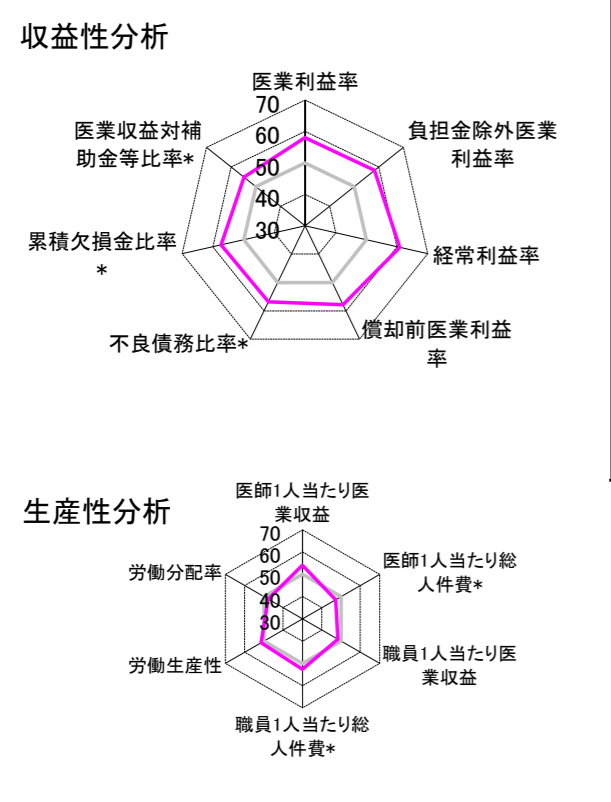 収益性分析
医業利益率
70
60
50
40
30
負担金除外医業
利益率
経常利益率
償却前医業利益
率
不良債務比率*
累積欠損金比率
*
医業収益対補
助金等比率*
生産性分析
医師1人当たり医
業収益
70
60
50
40
30
医師1人当たり総
人件費*
職員1人当たり医
業収益
職員1人当たり総
人件費*
労働生産性
労働分配率